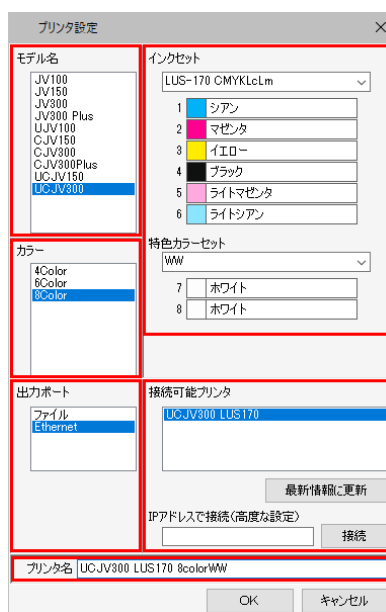 プリンタ設定
モデル名
JV100
JV150
JV300
JV300 Plus
UJV100
CJV150
CJV300
CJV300Plus
UCJV150
UCJV300
カラー
4Color
6Color
8Color
出力ポート
ファイル
Ethernet
インクセット
LUS-170 CMYKLcLm
1 シアン
2 マゼンタ
3 イエロー
4 ブラック
5 ライトマゼンタ
6 ライトシアン
特色カラーセット
WW
7 ホワイト
8 ホワイト
接続可能プリンタ
UCJV300 LUS170
最新情報に更新
IPアドレスで接続(高度な設定)
接続
プリンタ名 UCJV300 LUS170 8colorWW
OK キャンセル